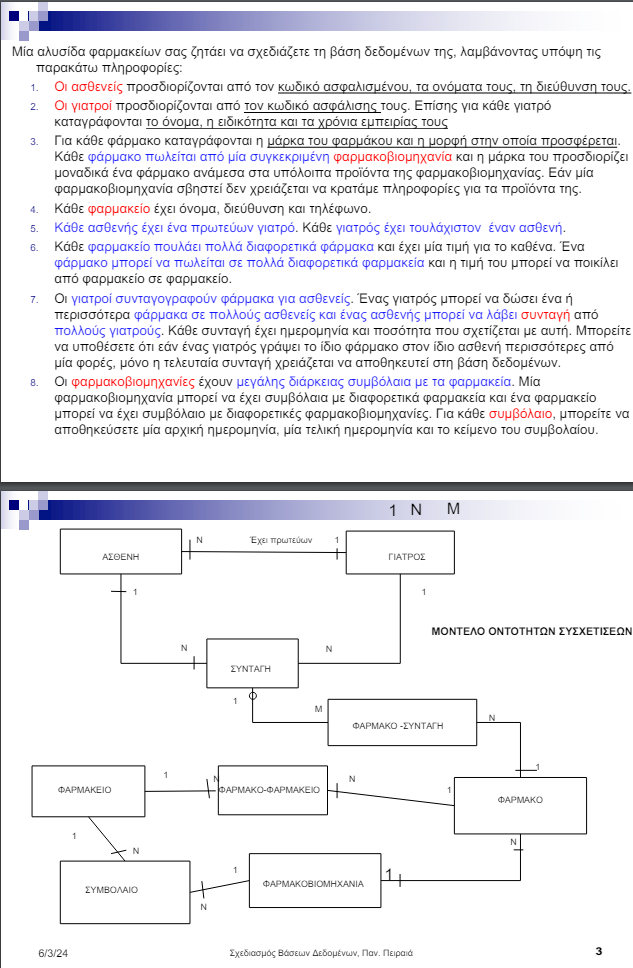 Μία αλυσίδα φαρμακείων σας ζητάει να σχεδιάζετε τη βάση δεδομένων της, λαμβάνοντας υπόψη τις
παρακάτω πληροφορίες:
1. Οι ασθενείς προσδιορίζονται από τον κωδικό ασφαλισμένου, τα ονόματα τους, τη διεύθυνση τους.
2. Οι γιατροί προσδιορίζονται από τον κωδικό ασφάλισης τους. Επίσης για κάθε γιατρό
καταγράφονται το όνομα, η ειδικότητα και τα χρόνια εμπειρίας τους
3. Για κάθε φάρμακο καταγράφονται η μάρκα του φαρμάκου και η μορφή στην οποία προσφέρεται.
Κάθε φάρμακο πωλείται από μία συγκεκριμένη φαρμακοβιομηχανία και η μάρκα του προσδιορίζει
μοναδικά ένα φάρμακο ανάμεσα στα υπόλοιπα προϊόντα της φαρμακοβιομηχανίας. Εάν μία
φαρμακοβιομηχανία σβηστεί δεν χρειάζεται να κρατάμε πληροφορίες για τα προϊόντα της.
4. Κάθε φαρμακείο έχει όνομα, διεύθυνση και τηλέφωνο.
5. Κάθε ασθενής έχει ένα πρωτεύων γιατρό. Κάθε γιατρός έχει τουλάχιστον έναν ασθενή.
6. Κάθε φαρμακείο πουλάει πολλά διαφορετικά φάρμακα και έχει μία τιμή για το καθένα. Ένα
φάρμακο μπορεί να πωλείται σε πολλά διαφορετικά φαρμακεία και η τιμή του μπορεί να ποικίλει
από φαρμακείο σε φαρμακείο.
7. Οι γιατροί συνταγογραφούν φάρμακα για ασθενείς. Ένας γιατρός μπορεί να δώσει ένα ή
περισσότερα φάρμακα σε πολλούς ασθενείς και ένας ασθενής μπορεί να λάβει συνταγή από
πολλούς γιατρούς. Κάθε συνταγή έχει ημερομηνία και ποσότητα που σχετίζεται με αυτή. Μπορείτε
να υποθέσετε ότι εάν ένας γιατρός γράψει το ίδιο φάρμακο στον ίδιο ασθενή περισσότερες από
μία φορές, μόνο η τελευταία συνταγή χρειάζεται να αποθηκευτεί στη βάση δεδομένων.
8. Οι φαρμακοβιομηχανίες έχουν μεγάλης διάρκειας συμβόλαια με τα φαρμακεία. Μία
φαρμακοβιομηχανία μπορεί να έχει συμβόλαια με διαφορετικά φαρμακεία και ένα φαρμακείο
μπορεί να έχει συμβόλαιο με διαφορετικές φαρμακοβιομηχανίες. Για κάθε συμβόλαιο, μπορείτε να
αποθηκεύσετε μία αρχική ημερομηνία, μία τελική ημερομηνία και το κείμενο του συμβολαίου.
1 N M
N Έχει πρωτεύων 1
ΑΣΘΕΝΗ ΓΙΑΤΡΟΣ
1 1
ΜΟΝΤΕΛΟ ΟΝΤΟΤΗΤΩΝ ΣΥΣΧΕΤΙΣΕΩΝ
N N
ΣΥΝΤΑΓΗ
1 M N
ΦΑΡΜΑΚΟ -ΣΥΝΤΑΓΗ
1 N N 1
ΦΑΡΜΑΚΕΙΟ ΦΑΡΜΑΚΟ-ΦΑΡΜΑΚΕΙΟ 1 ΦΑΡΜΑΚΟ
1 N N
1 1
ΣΥΜΒΟΛΑΙΟ ΦΑΡΜΑΚΟΒΙΟΜΗΧΑΝΙΑ
N
6/3/24 Σχεδιασμός Βάσεων Δεδομένων, Παν. Πειραιά 3